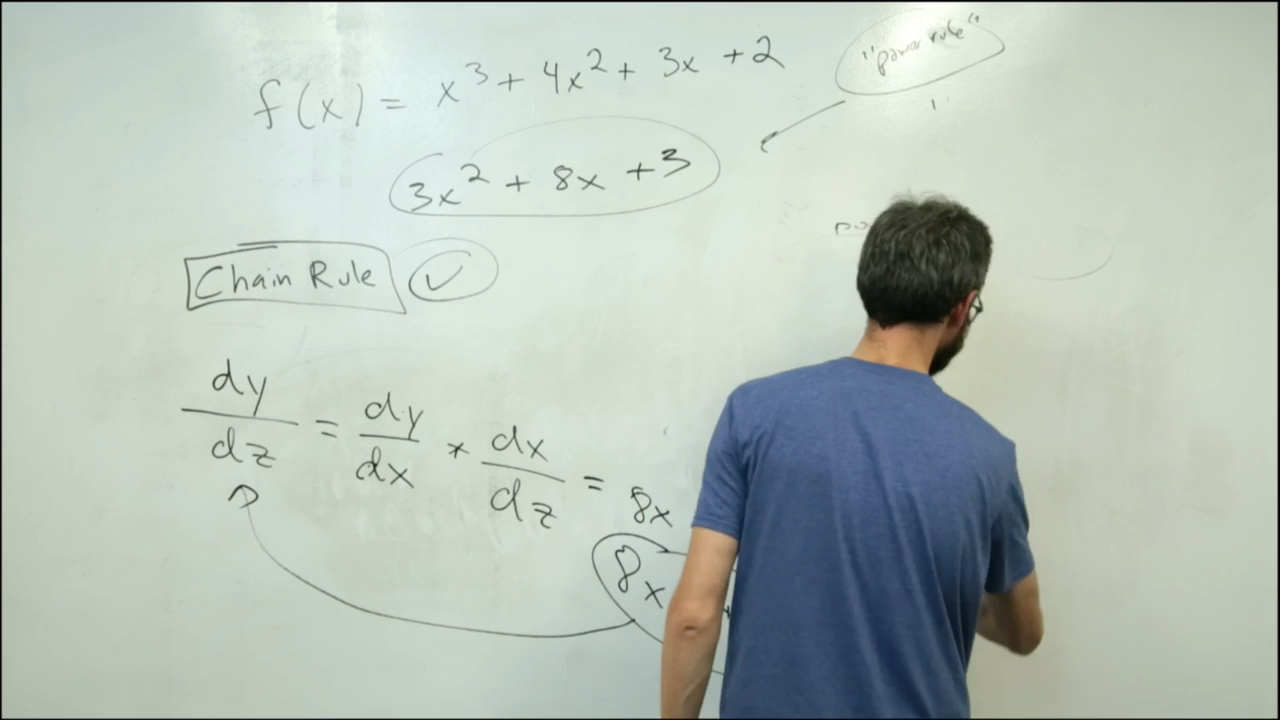 f(x) = x³ + 4x² + 3x + 2
"power rule"
3x² + 8x + 3
Chain Rule ✓
dy/dz = dy/dx * dx/dz = 8x
8x